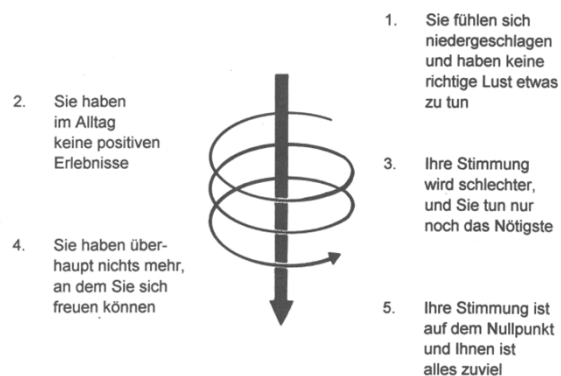 1. Sie fühlen sich
niedergeschlagen
und haben keine
richtige Lust etwas
zu tun
2. Sie haben
im Alltag
keine positiven
Erlebnisse
3. Ihre Stimmung
wird schlechter,
und Sie tun nur
noch das Nötigste
4. Sie haben über-
haupt nichts mehr,
an dem Sie sich
freuen können
5. Ihre Stimmung ist
auf dem Nullpunkt
und Ihnen ist
alles zuviel